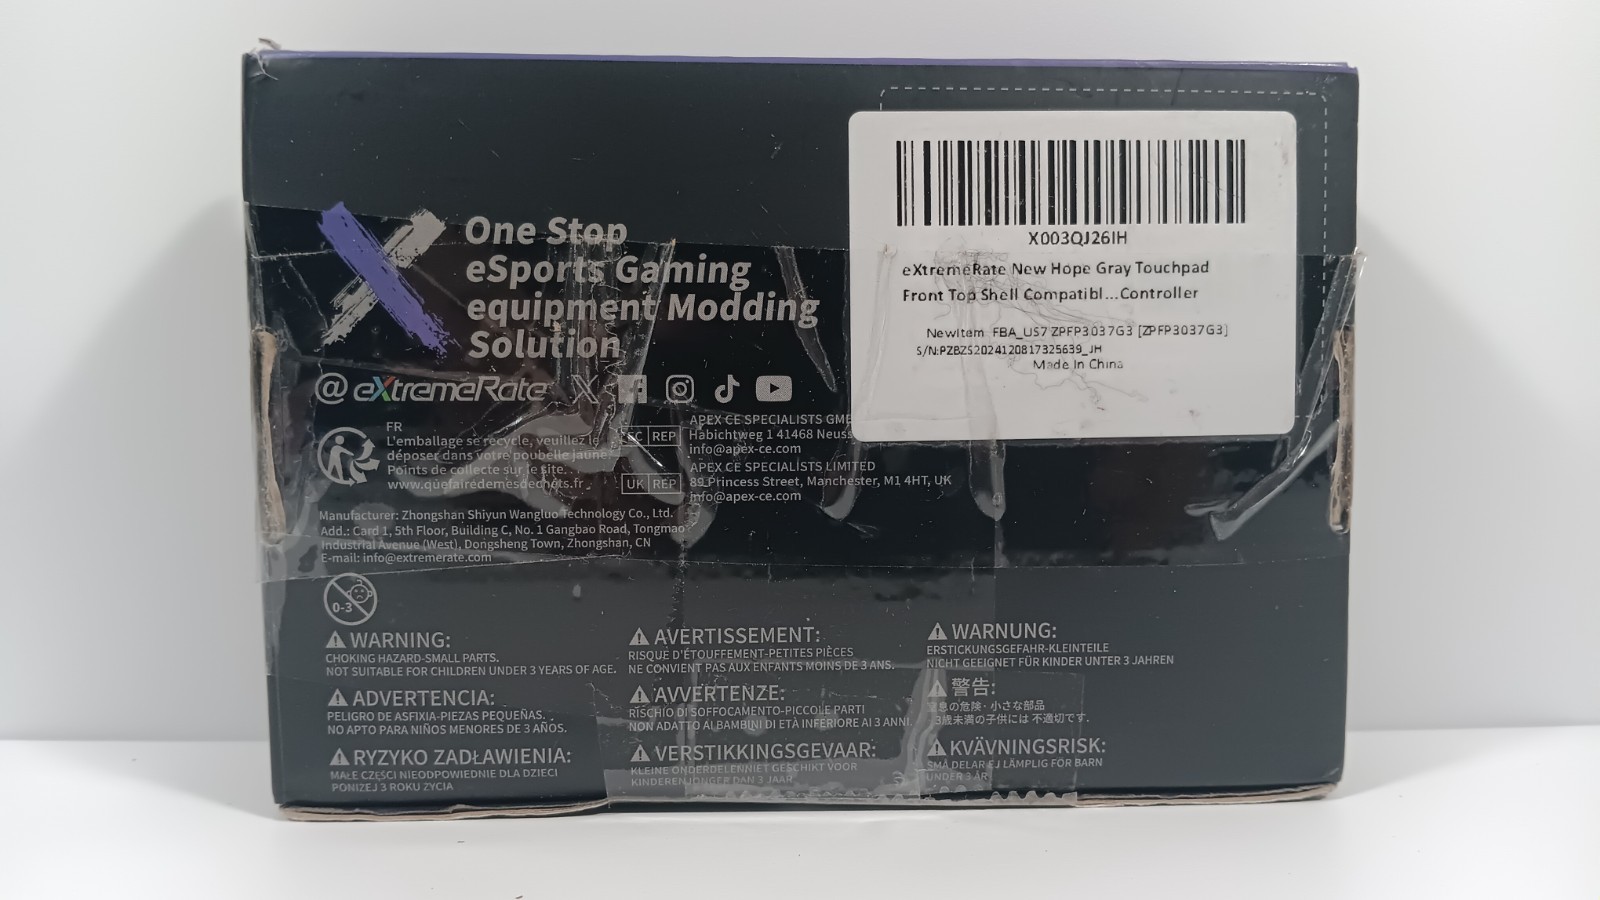 One Stop
eSports Gaming
equipment Modding
Solution
@ eXtremeRate
X003QJ26IH
eXtremeRate New Hope Gray Touchpad
Front Top Shell Compatibl...Controller
NewItem FBA_US7 ZPFP3037G3 [ZPFP3037G3]
S/N:PZBZS2024120817325639_JH
Made In China
FR
L'emballage se recycle, veuillez le
déposer dans votre poubelle jaune.
Points de collecte sur le site.
www.quefairedemesdechets.fr
EC REP
APEX CE SPECIALISTS GMB
Habichtweg 1 41468 Neuss
info@apex-ce.com
UK REP
APEX CE SPECIALISTS LIMITED
89 Princess Street, Manchester, M1 4HT, UK
info@apex-ce.com
Manufacturer: Zhongshan Shiyun Wangluo Technology Co., Ltd.
Add.: Card 1, 5th Floor, Building C, No. 1 Gangbao Road, Tongmao
Industrial Avenue (West), Dongsheng Town, Zhongshan, CN
E-mail: info@extremerate.com
0-3
WARNING:
CHOKING HAZARD-SMALL PARTS.
NOT SUITABLE FOR CHILDREN UNDER 3 YEARS OF AGE.
AVERTISSEMENT:
RISQUE D'ÉTOUFFEMENT-PETITES PIÈCES
NE CONVIENT PAS AUX ENFANTS MOINS DE 3 ANS.
WARNUNG:
ERSTICKUNGSGEFAHR-KLEINTEILE
NICHT GEEIGNET FÜR KINDER UNTER 3 JAHREN
ADVERTENCIA:
PELIGRO DE ASFIXIA-PIEZAS PEQUEÑAS.
NO APTO PARA NIÑOS MENORES DE 3 AÑOS.
AVVERTENZE:
RISCHIO DI SOFFOCAMENTO-PICCOLE PARTI
NON ADATTO ALBAMBINI DI ETÀ INFERIORE AI 3 ANNI.
警告:
窒息の危険・小さな部品
3歳未満の子供には 不適切です.
RYZYKO ZADŁAWIENIA:
MAŁE CZĘŚCI NIEODPOWIEDNIE DLA DZIECI
PONIŻEJ 3 ROKU ŻYCIA
VERSTIKKINGSGEVAAR:
KLEINE ONDERDELENNIET GESCHIKT VOOR
KINDERENJONGER DAN 3 JAAR
KVÄVNINGSRISK:
SMÅ DELAR EJ LÄMPLIG FÖR BARN
UNDER 3 ÅR